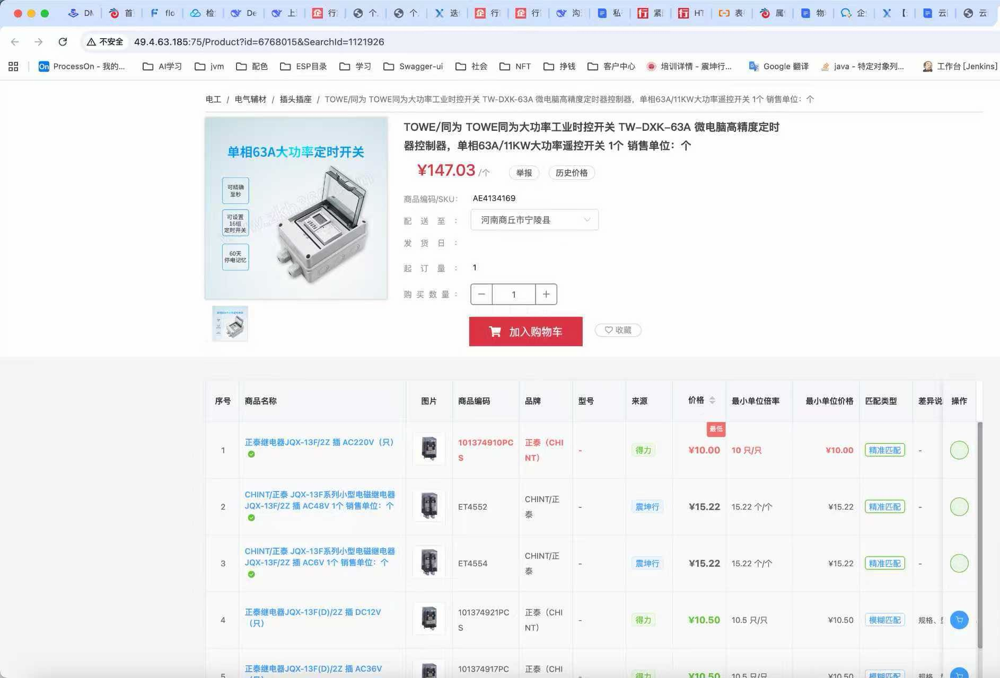 DM
首
flo
检
De
上
行
个
个
迭
行
行
沟
私
紧
HT
表
属
物
企
【
云
云
不安全 49.4.63.185:75/Product?id=6768015&SearchId=1121926
ProcessOn - 我的... AI学习 jvm 配色 ESP目录 学习 Swagger-ui 社会 NFT 挣钱 客户中心 培训详情 - 震坤行... Google 翻译 java - 特定对象列... 工作台 [Jenkins]
电工 / 电气辅材 / 插头插座 / TOWE/同为 TOWE同为大功率工业时控开关 TW-DXK-63A 微电脑高精度定时器控制器，单相63A/11KW大功率遥控开关 1个 销售单位：个
单相63A大功率定时开关
可精确
至秒
可设置
16组
定时开关
60天
停电记忆
TOWE/同为 TOWE同为大功率工业时控开关 TW-DXK-63A 微电脑高精度定时
器控制器，单相63A/11KW大功率遥控开关 1个 销售单位：个
¥147.03 /个 举报 历史价格
商品编码/SKU： AE4134169
配送至： 河南商丘市宁陵县
发货日：
起订量： 1
购买数量： － 1 ＋
加入购物车 收藏
序号 商品名称 图片 商品编码 品牌 型号 来源 价格 最小单位倍率 最小单位价格 匹配类型 差异说 操作
最低
1 正泰继电器JQX-13F/2Z 插 AC220V（只） 101374910PC
S 正泰（CHI
NT） - 得力 ¥10.00 10 只/只 ¥10.00 精准匹配 -
2 CHINT/正泰 JQX-13F系列小型电磁继电器
JQX-13F/2Z 插 AC48V 1个 销售单位：个 ET4552 CHINT/正
泰 - 震坤行 ¥15.22 15.22 个/个 ¥15.22 精准匹配 -
3 CHINT/正泰 JQX-13F系列小型电磁继电器
JQX-13F/2Z 插 AC6V 1个 销售单位：个 ET4554 CHINT/正
泰 - 震坤行 ¥15.22 15.22 个/个 ¥15.22 精准匹配 -
4 正泰继电器JQX-13F(D)/2Z 插 DC12V
（只） 101374921PC
S 正泰（CHI
NT） - 得力 ¥10.50 10.5 只/只 ¥10.50 模糊匹配 规格、
5 正泰继电器JQX-13F(D)/2Z 插 AC36V 101374917PC 正泰（CHI - 得力 ¥10.50 10.5 只/只 ¥10.50 模糊匹配 规格、